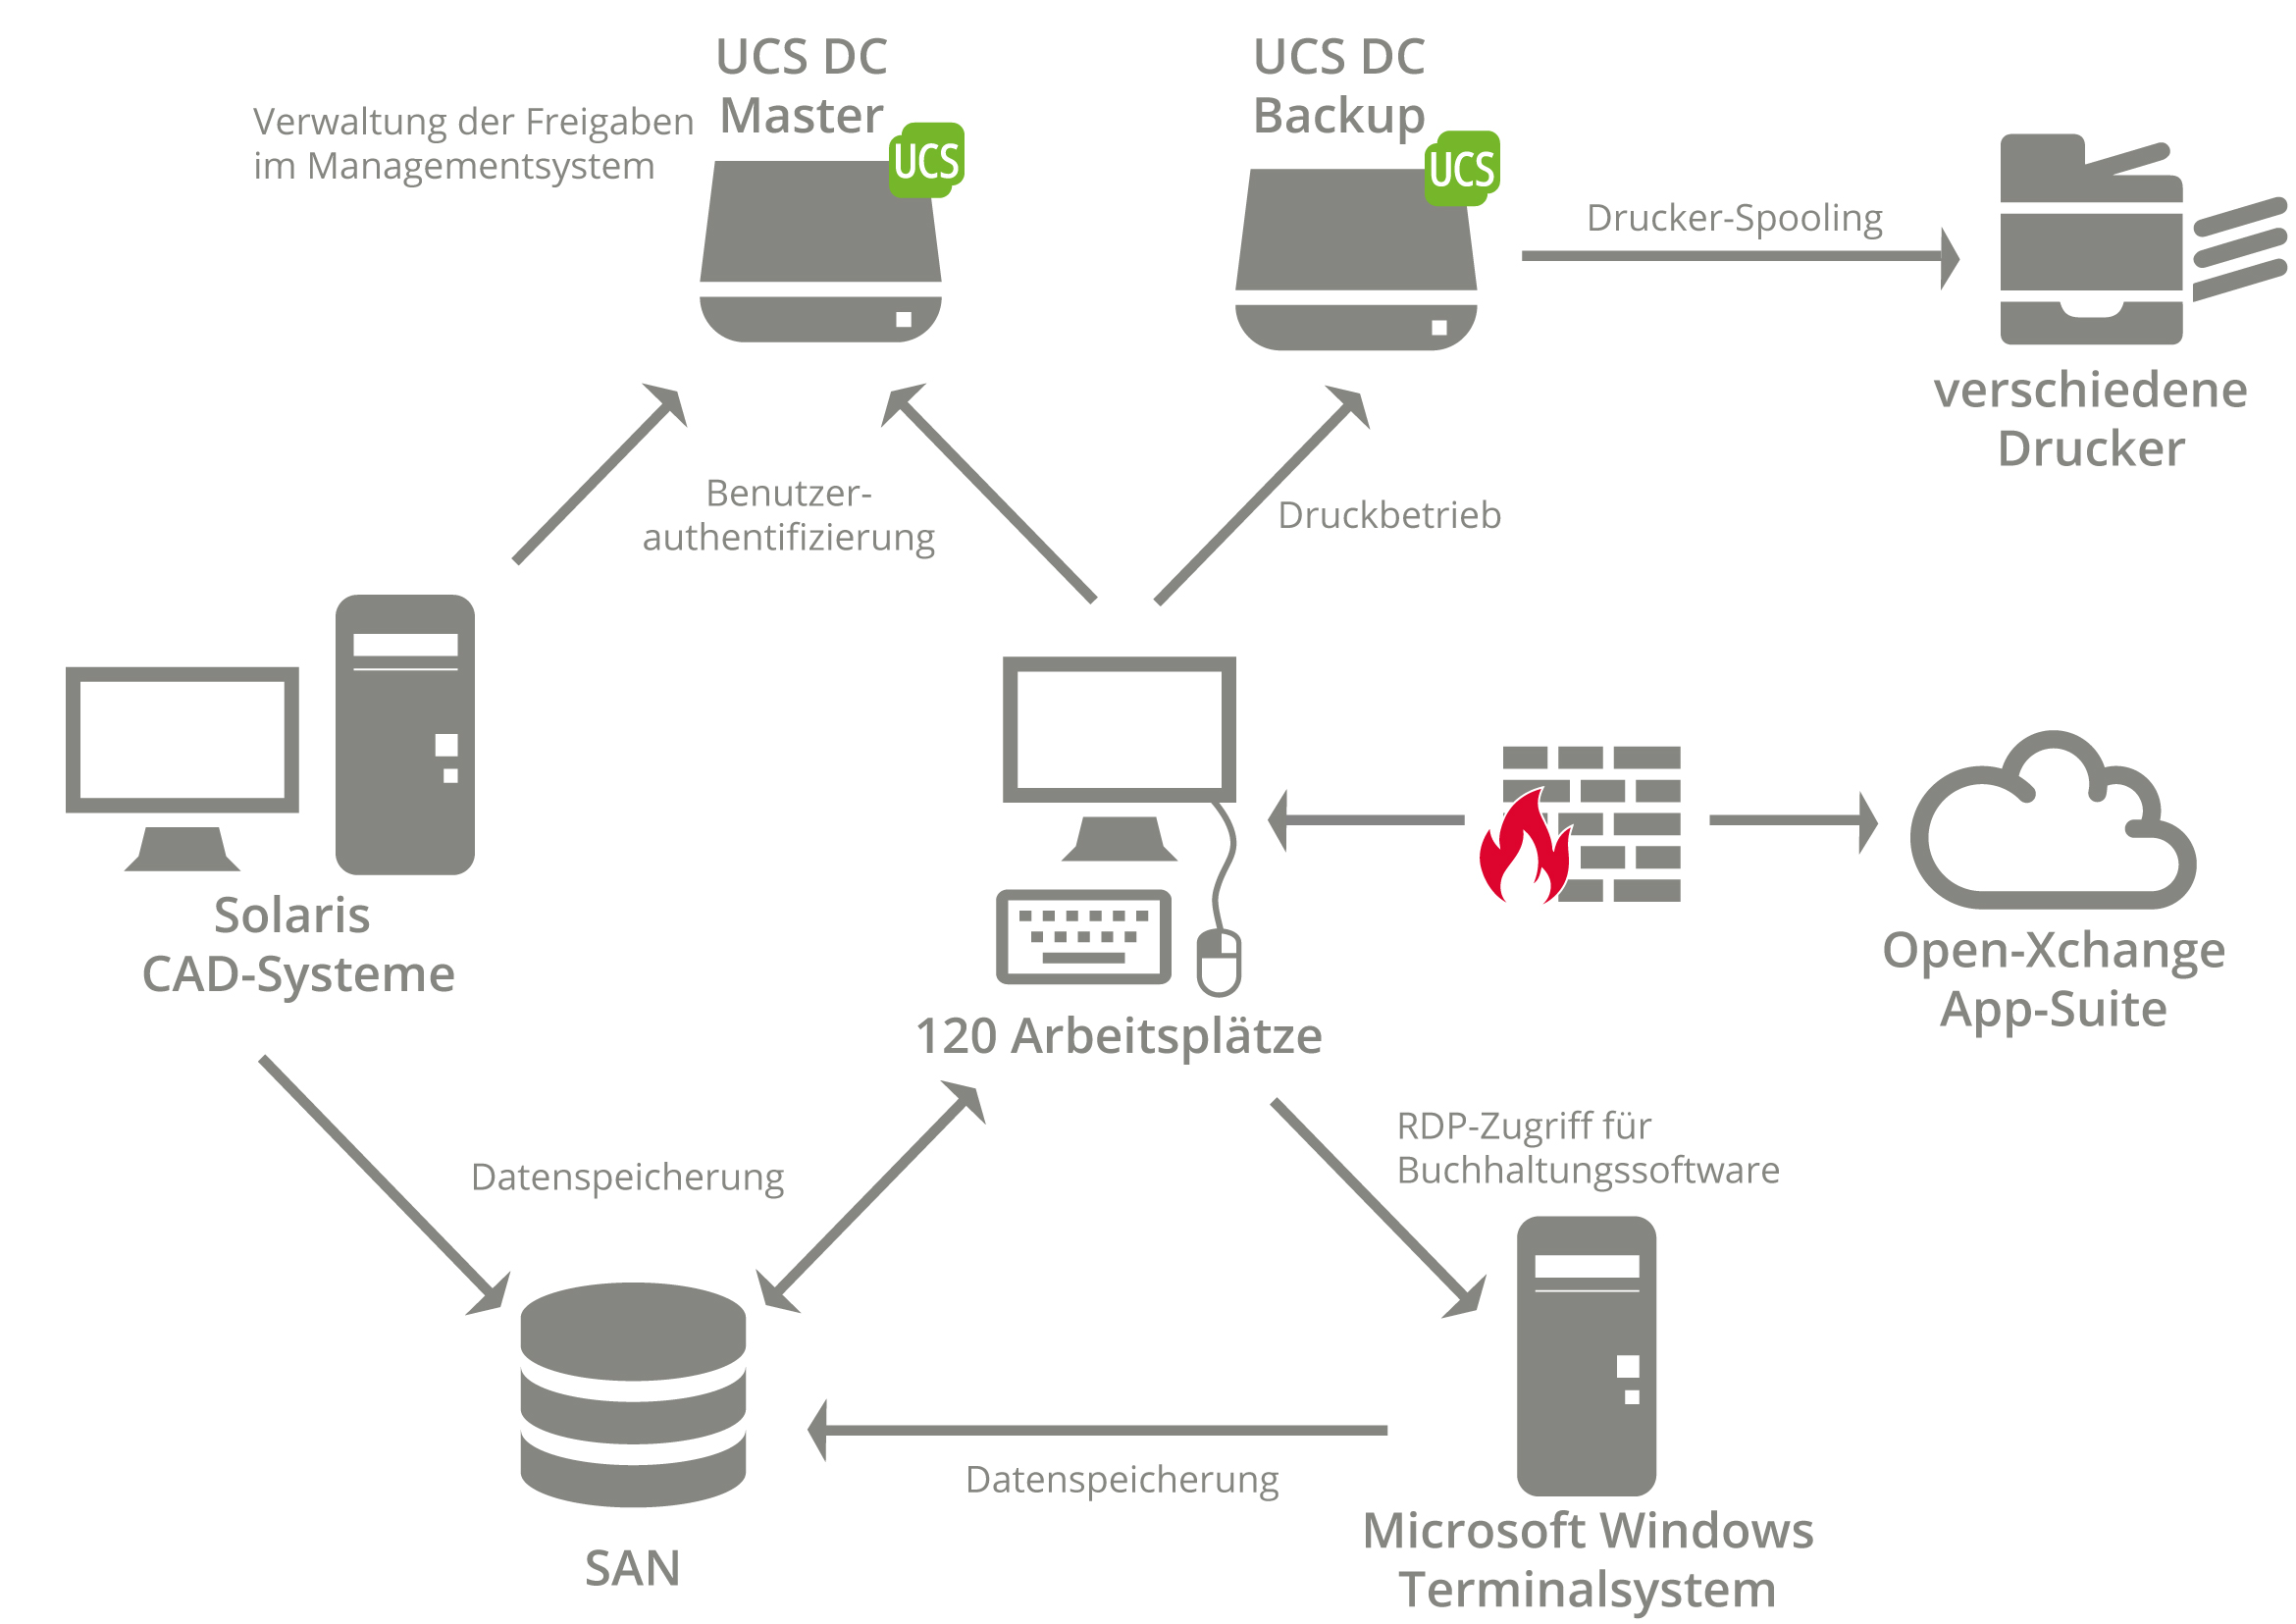 UCS DC
Master
UCS DC
Backup
Verwaltung der Freigaben
im Managementsystem
UCS
UCS
Drucker-Spooling
verschiedene
Drucker
Benutzer-
authentifizierung
Druckbetrieb
Solaris
CAD-Systeme
120 Arbeitsplätze
Open-Xchange
App-Suite
Datenspeicherung
RDP-Zugriff für
Buchhaltungssoftware
Datenspeicherung
SAN
Microsoft Windows
Terminalsystem